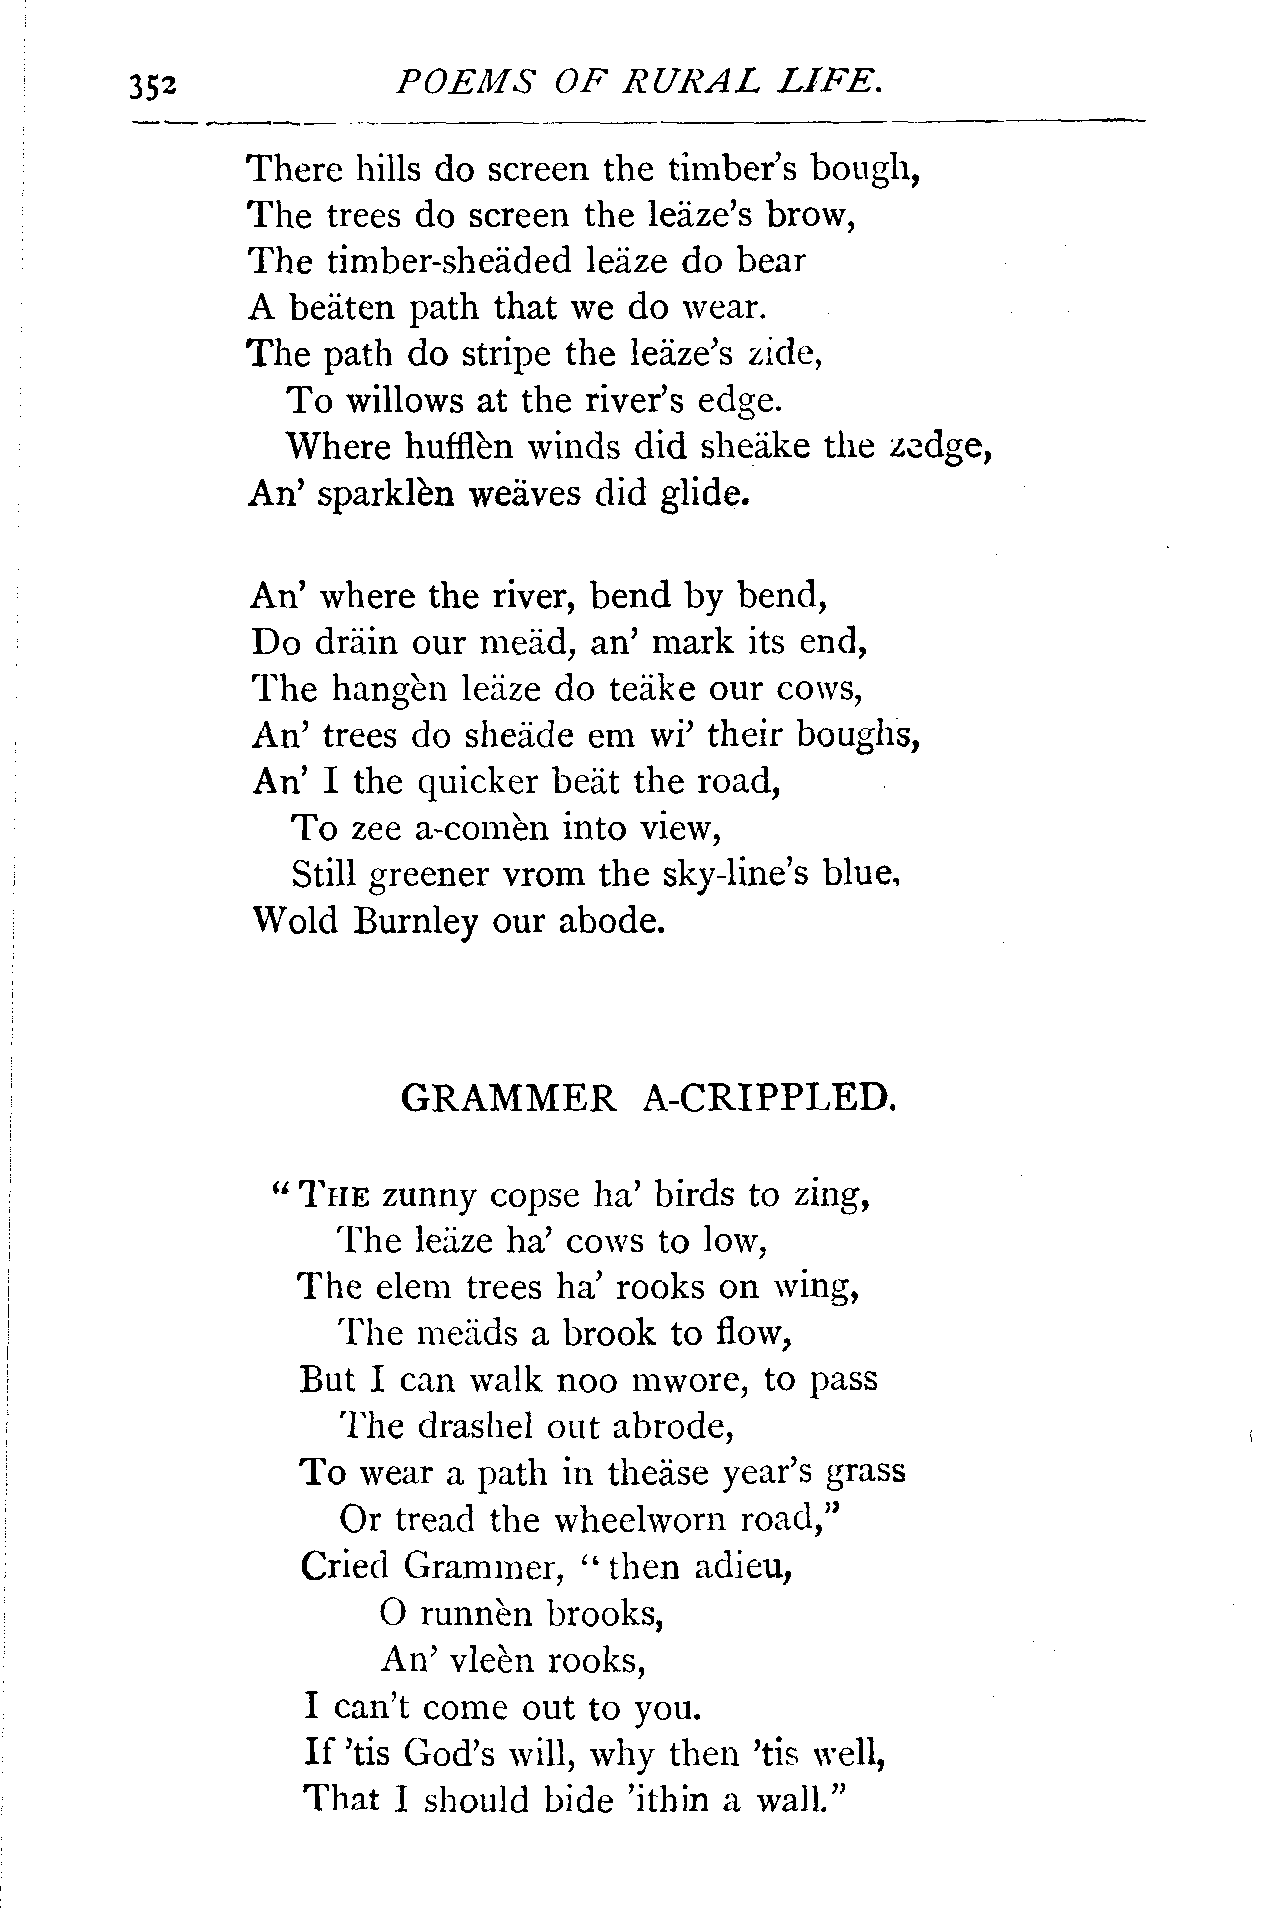 352 POEMS OF RURAL LIFE.
There hills do screen the timber's bough,
The trees do screen the leäze's brow,
The timber-sheäded leäze do bear
A beäten path that we do wear.
The path do stripe the leäze's zide,
To willows at the river's edge.
Where hufflèn winds did sheäke the zedge,
An' sparklèn weäves did glide.
An' where the river, bend by bend,
Do dräin our meäd, an' mark its end,
The hangèn leäze do teäke our cows,
An' trees do sheäde em wi' their boughs,
An' I the quicker beät the road,
To zee a-comèn into view,
Still greener vrom the sky-line's blue,
Wold Burnley our abode.
GRAMMER A-CRIPPLED.
“THE zunny copse ha' birds to zing,
The leäze ha' cows to low,
The elem trees ha' rooks on wing,
The meäds a brook to flow,
But I can walk noo mwore, to pass
The drashel out abrode,
To wear a path in theäse year's grass
Or tread the wheelworn road,”
Cried Grammer, “then adieu,
O runnèn brooks,
An' vleèn rooks,
I can't come out to you.
If 'tis God's will, why then 'tis well,
That I should bide 'ithin a wall.”